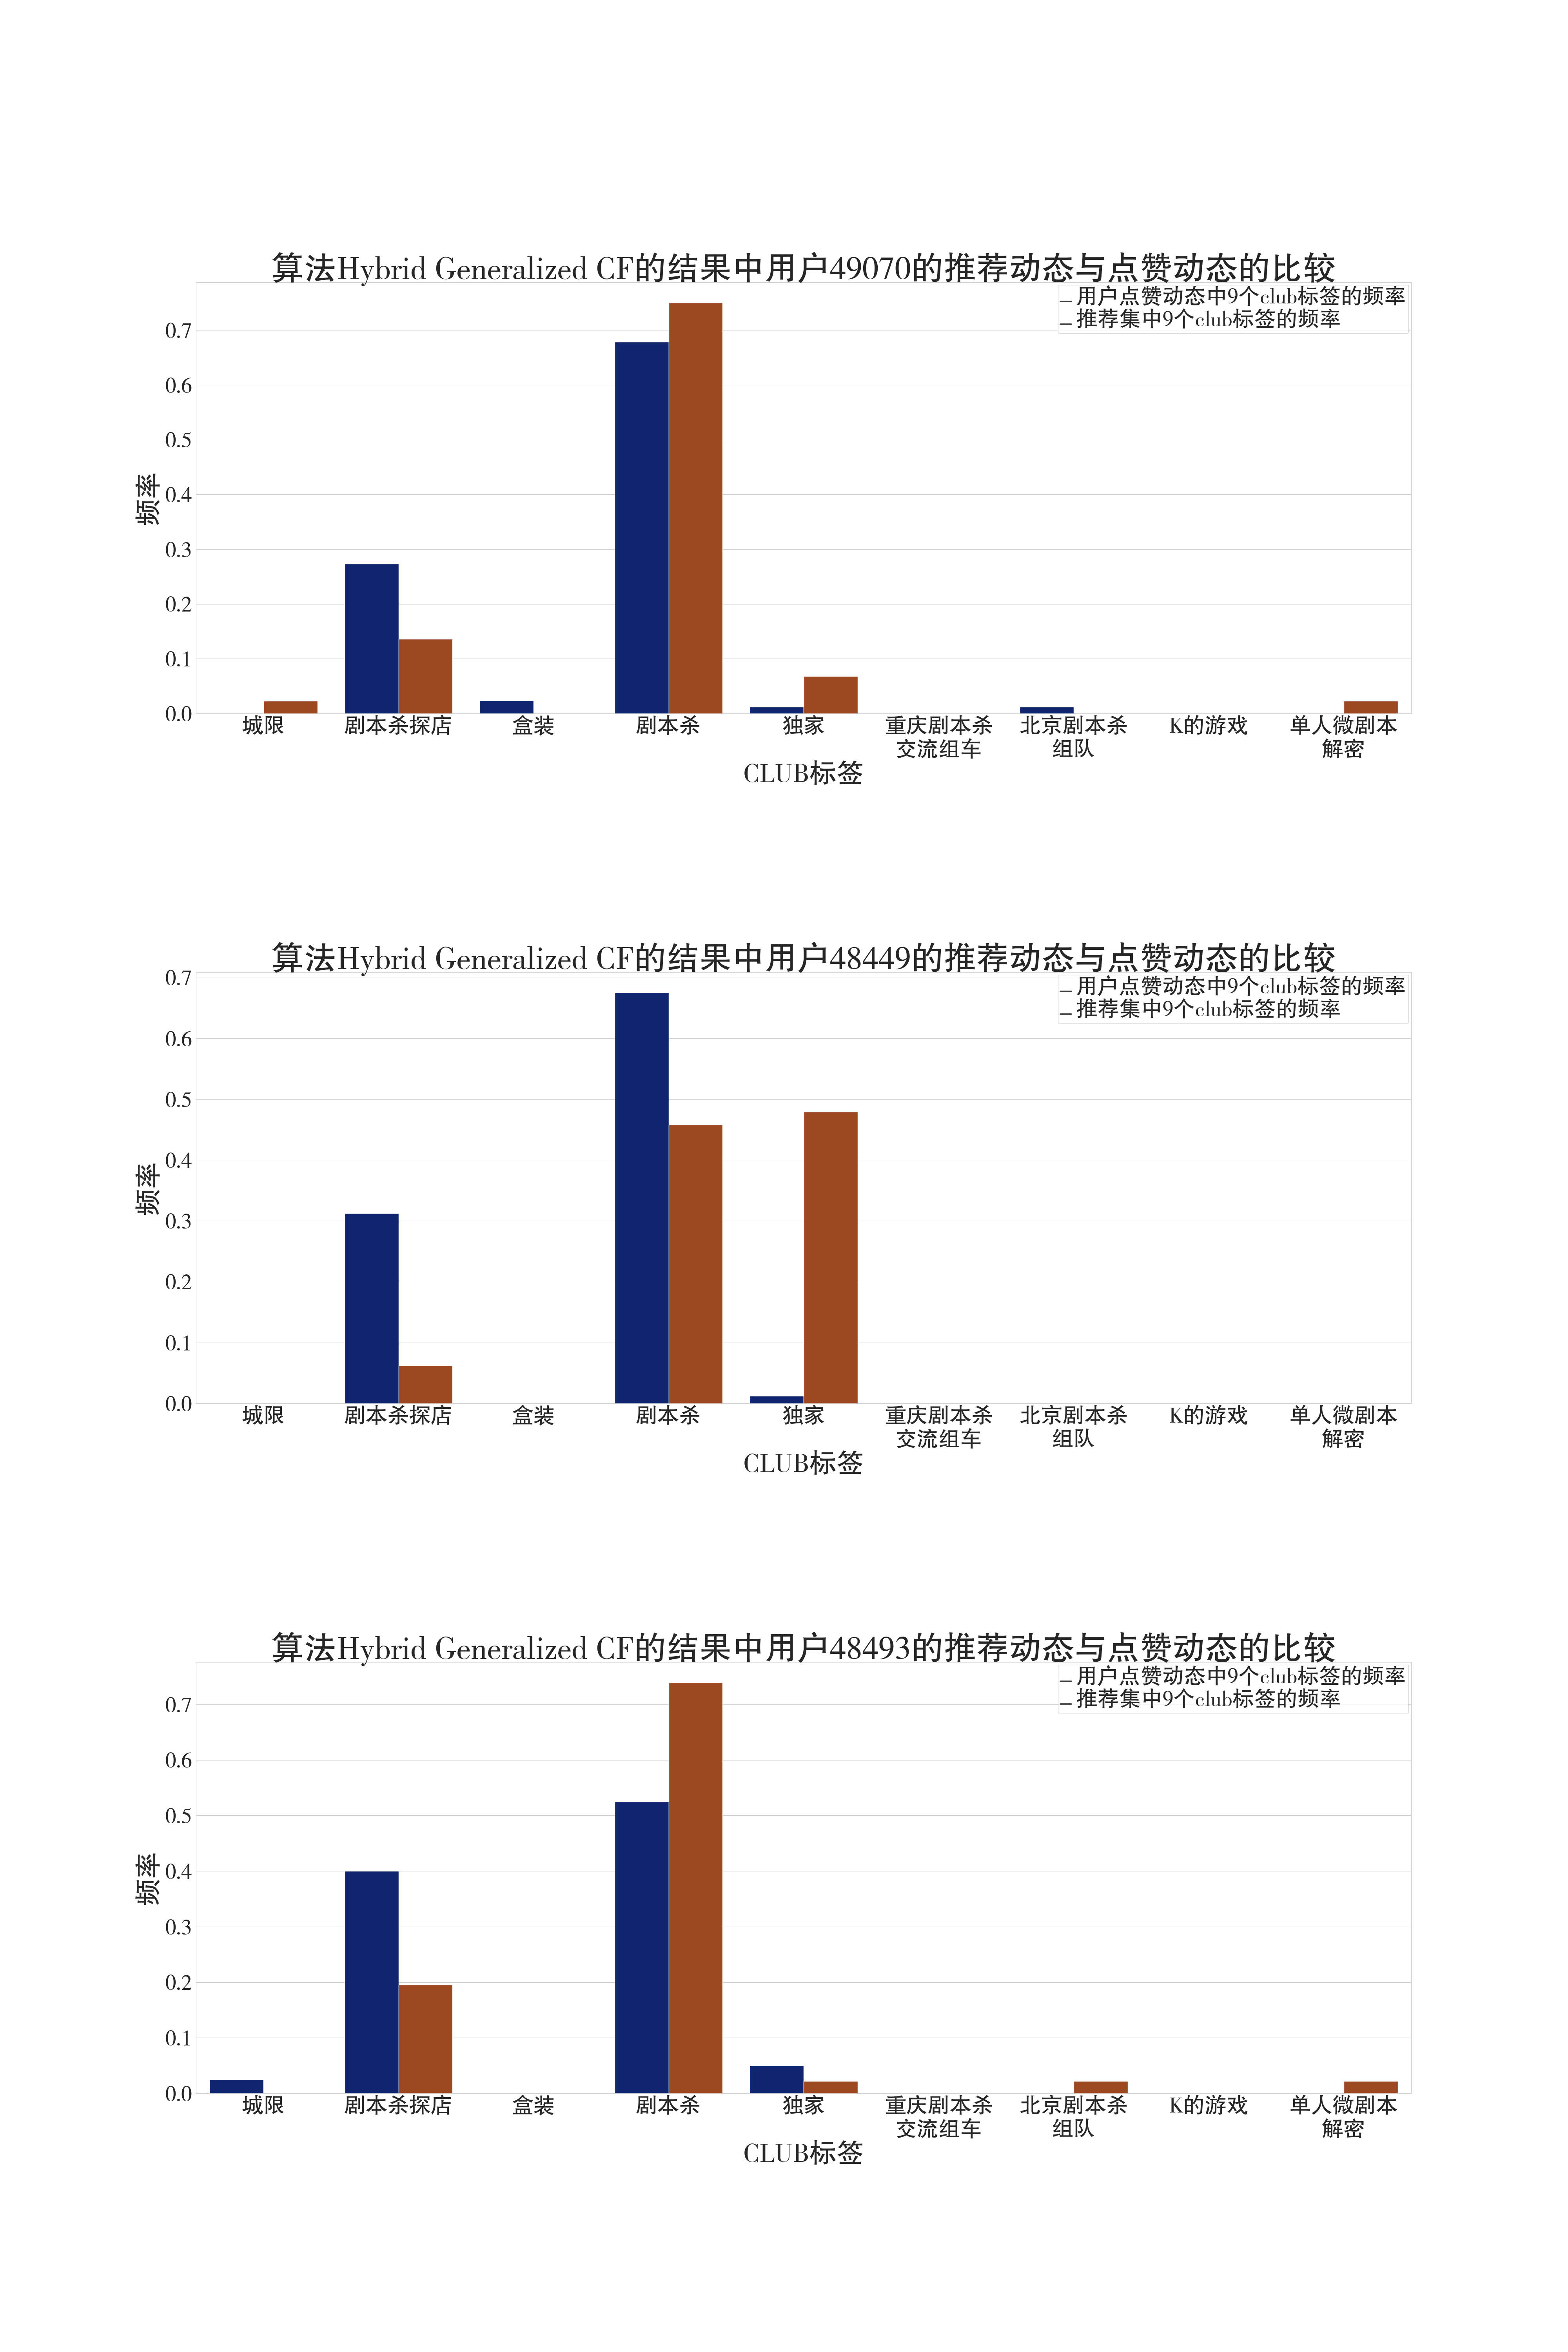 算法Hybrid Generalized CF的结果中用户49070的推荐动态与点赞动态的比较
用户点赞动态中9个club标签的频率
推荐集中9个club标签的频率
0.7
0.6
0.5
0.4
0.3
0.2
0.1
0.0
频率
城限 剧本杀探店 盒装 剧本杀 独家 重庆剧本杀 北京剧本杀 K的游戏 单人微剧本
交流组车 组队 解密
CLUB标签
算法Hybrid Generalized CF的结果中用户48449的推荐动态与点赞动态的比较
用户点赞动态中9个club标签的频率
推荐集中9个club标签的频率
0.7
0.6
0.5
0.4
0.3
0.2
0.1
0.0
频率
城限 剧本杀探店 盒装 剧本杀 独家 重庆剧本杀 北京剧本杀 K的游戏 单人微剧本
交流组车 组队 解密
CLUB标签
算法Hybrid Generalized CF的结果中用户48493的推荐动态与点赞动态的比较
用户点赞动态中9个club标签的频率
推荐集中9个club标签的频率
0.7
0.6
0.5
0.4
0.3
0.2
0.1
0.0
频率
城限 剧本杀探店 盒装 剧本杀 独家 重庆剧本杀 北京剧本杀 K的游戏 单人微剧本
交流组车 组队 解密
CLUB标签